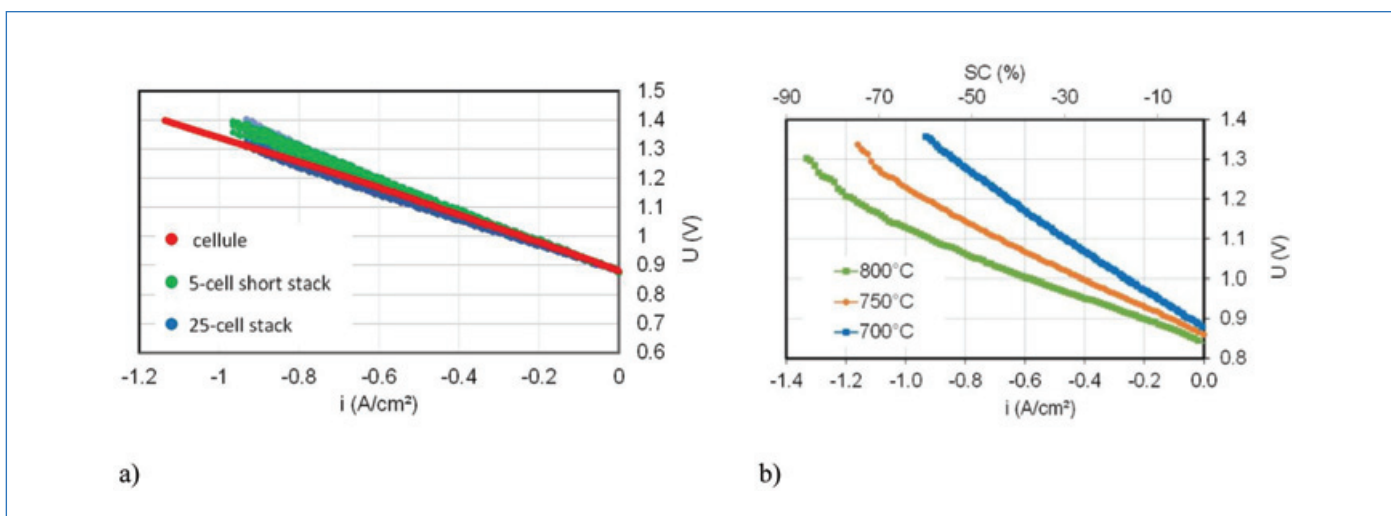 1.5
1.4
1.3
1.2
1.1
1
0.9
0.8
0.7
0.6
U (V)
cellule
5-cell short stack
25-cell stack
-1.2 -1 -0.8 -0.6 -0.4 -0.2 0
i (A/cm²)
a)
SC (%)
-90 -70 -50 -30 -10
1.4
1.3
1.2
1.1
1.0
0.9
0.8
U (V)
800°C
750°C
700°C
-1.4 -1.2 -1.0 -0.8 -0.6 -0.4 -0.2 0.0
i (A/cm²)
b)